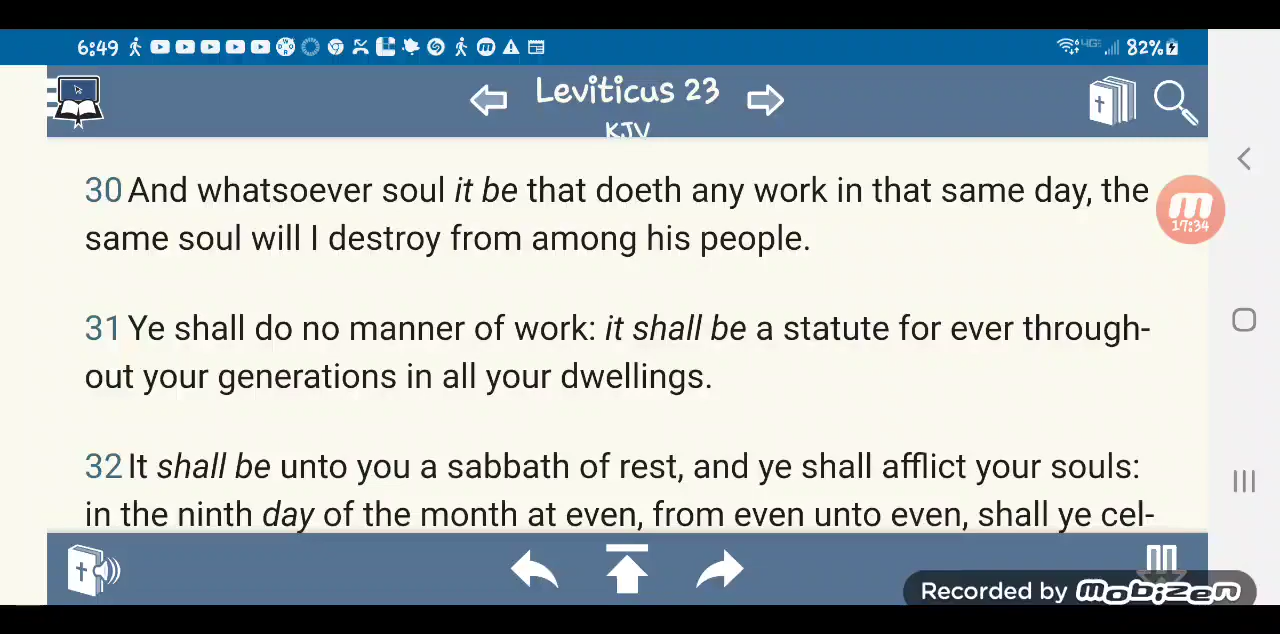 6:49
4G 82%
Leviticus 23
KJV
17:34
30 And whatsoever soul it be that doeth any work in that same day, the
same soul will I destroy from among his people.
31 Ye shall do no manner of work: it shall be a statute for ever through-
out your generations in all your dwellings.
32 It shall be unto you a sabbath of rest, and ye shall afflict your souls:
in the ninth day of the month at even, from even unto even, shall ye cel-
Recorded by mobizen